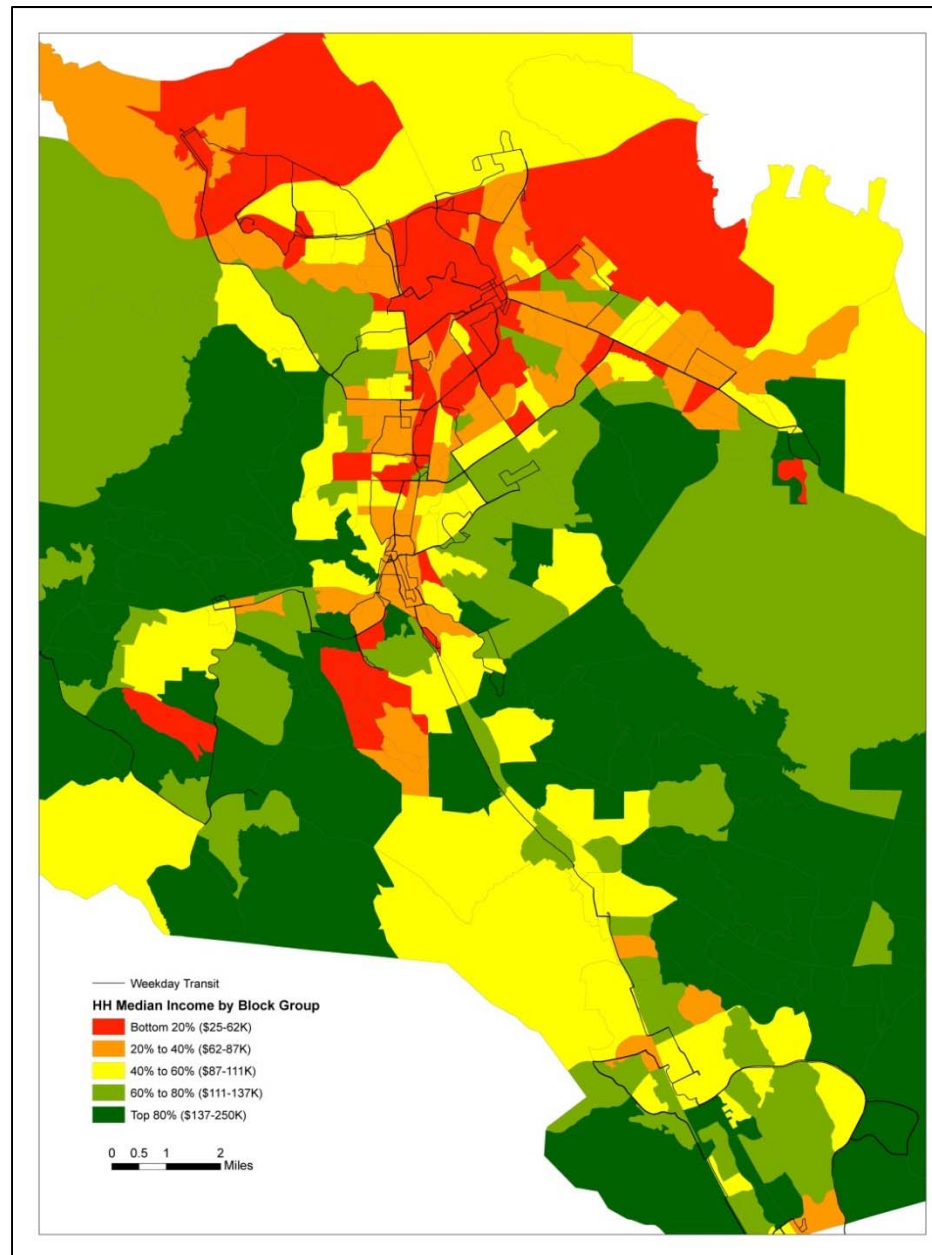 Weekday Transit
HH Median Income by Block Group
Bottom 20% ($25-62K)
20% to 40% ($62-87K)
40% to 60% ($87-111K)
60% to 80% ($111-137K)
Top 80% ($137-250K)
0 0.5 1 2
Miles